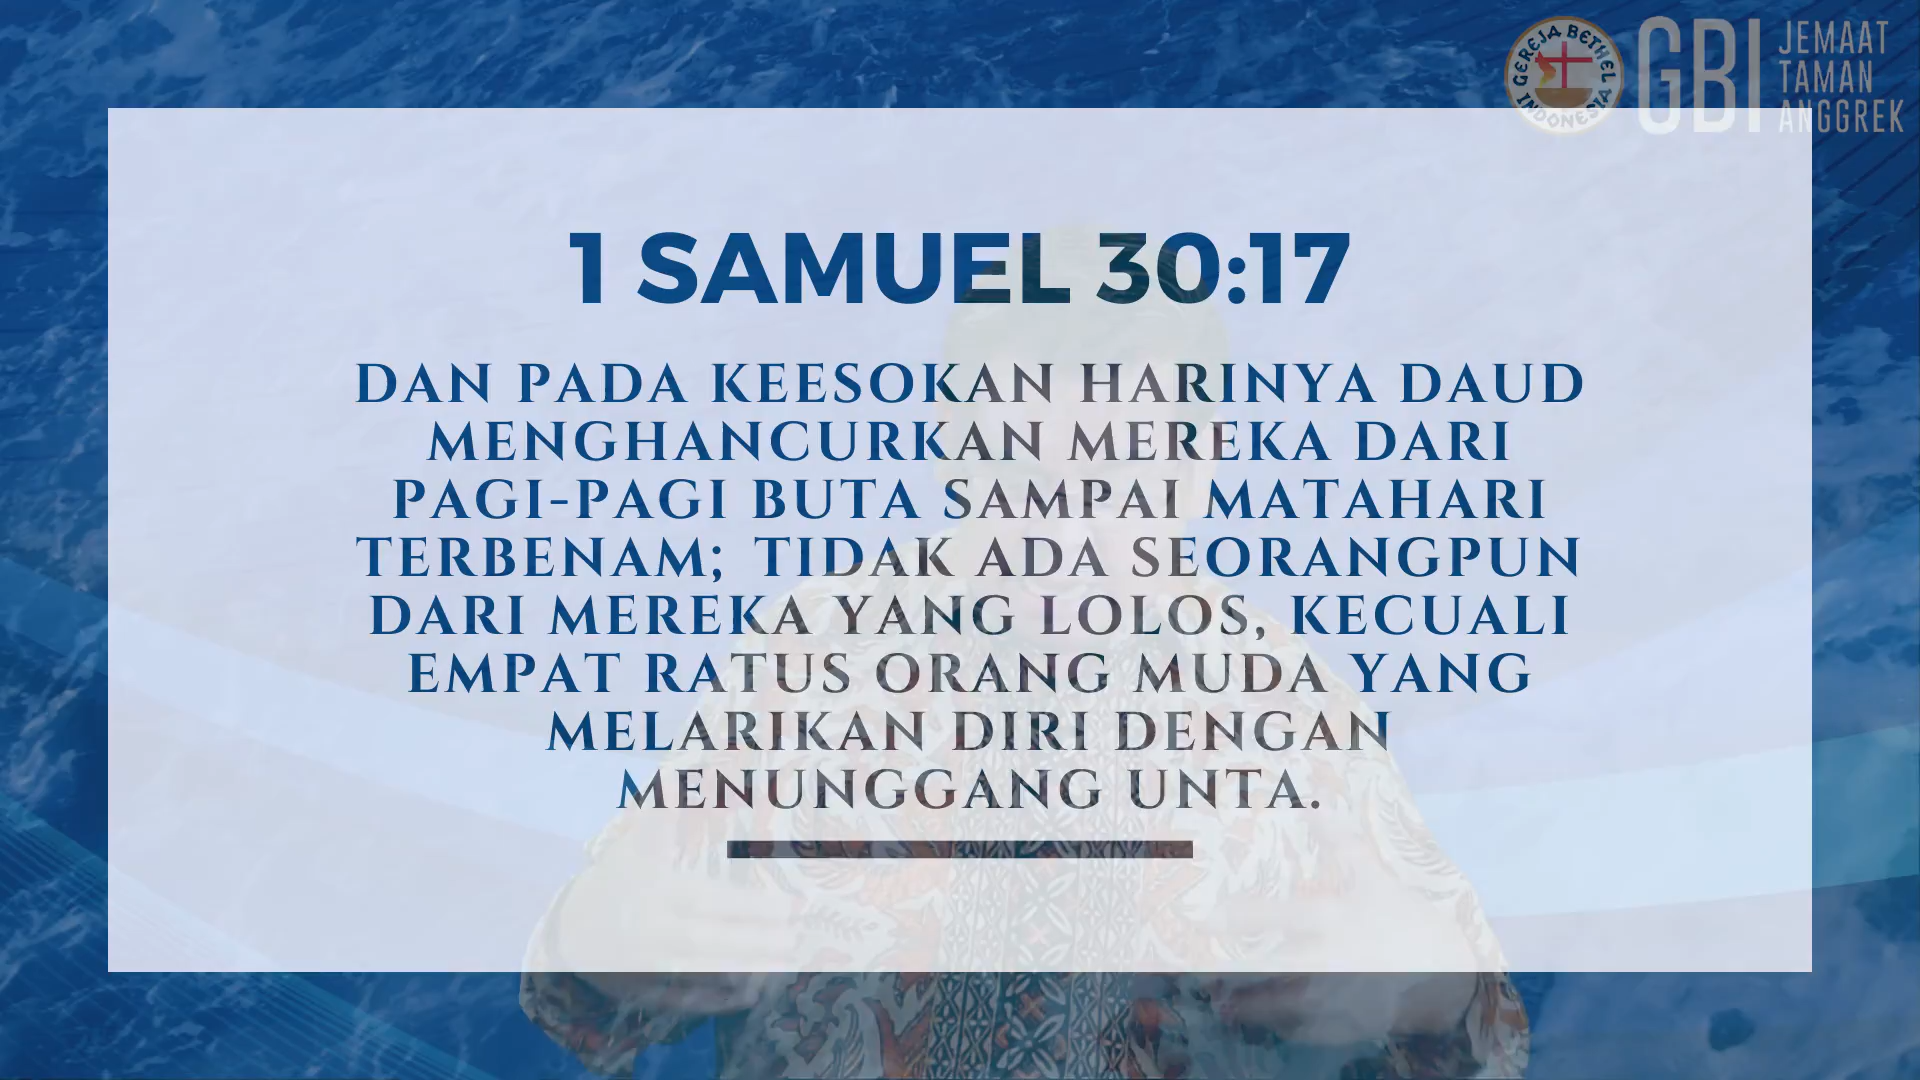 GEREJA BETHEL INDONESIA
GBI
JEMAAT
TAMAN
ANGGREK
1 SAMUEL 30:17
DAN PADA KEESOKAN HARINYA DAUD
MENGHANCURKAN MEREKA DARI
PAGI-PAGI BUTA SAMPAI MATAHARI
TERBENAM; TIDAK ADA SEORANGPUN
DARI MEREKA YANG LOLOS, KECUALI
EMPAT RATUS ORANG MUDA YANG
MELARIKAN DIRI DENGAN
MENUNGGANG UNTA.